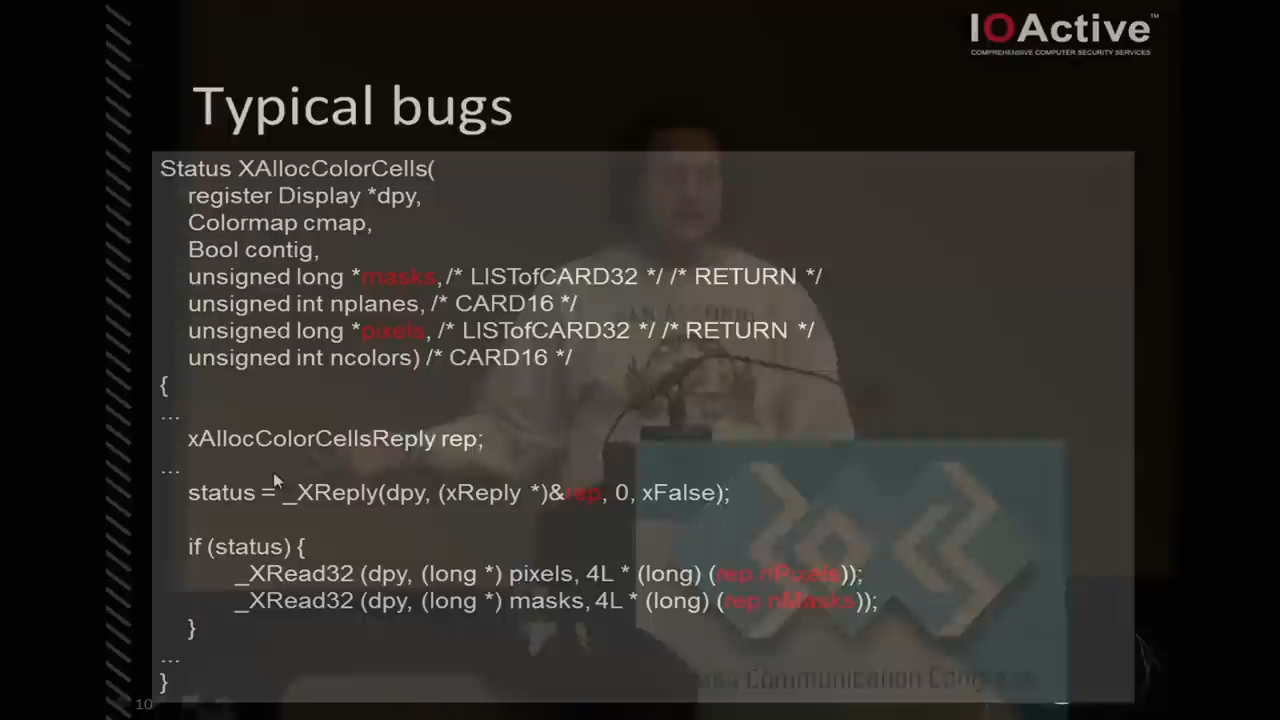 IOActive™
COMPREHENSIVE COMPUTER SECURITY SERVICES
Typical bugs
Status XAllocColorCells(
register Display *dpy,
Colormap cmap,
Bool contig,
unsigned long *masks, /* LISTofCARD32 */ /* RETURN */
unsigned int nplanes, /* CARD16 */
unsigned long *pixels, /* LISTofCARD32 */ /* RETURN */
unsigned int ncolors) /* CARD16 */
{
...
xAllocColorCellsReply rep;
...
status = _XReply(dpy, (xReply *)&rep, 0, xFalse);
if (status) {
_XRead32 (dpy, (long *) pixels, 4L * (long) (rep.nPixels));
_XRead32 (dpy, (long *) masks, 4L * (long) (rep.nMasks));
}
...
}
Communication
10